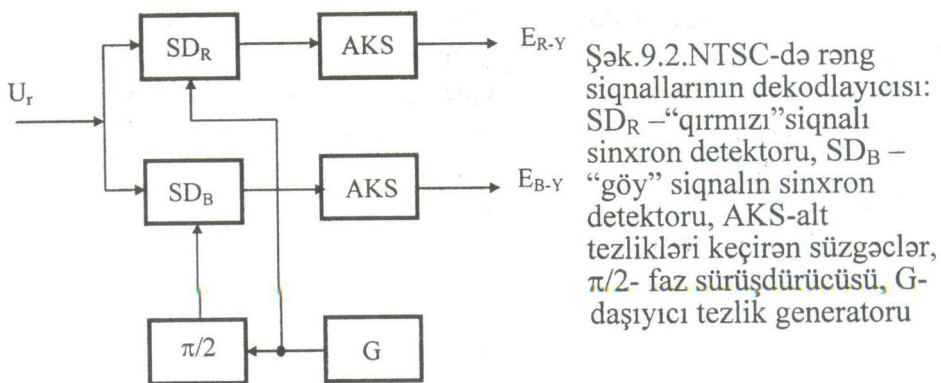 SD_R
AKS
E_R-Y
U_r
SD_B
AKS
E_B-Y
π/2
G
Şək.9.2.NTSC-də rəng
siqnallarının dekodlayıcısı:
SD_R –“qırmızı”siqnalı
sinxron detektoru, SD_B –
“göy” siqnalın sinxron
detektoru, AKS-alt
tezlikləri keçirən süzgəclər,
π/2- faz sürüşdürücüsü, G-
daşıyıcı tezlik generatoru